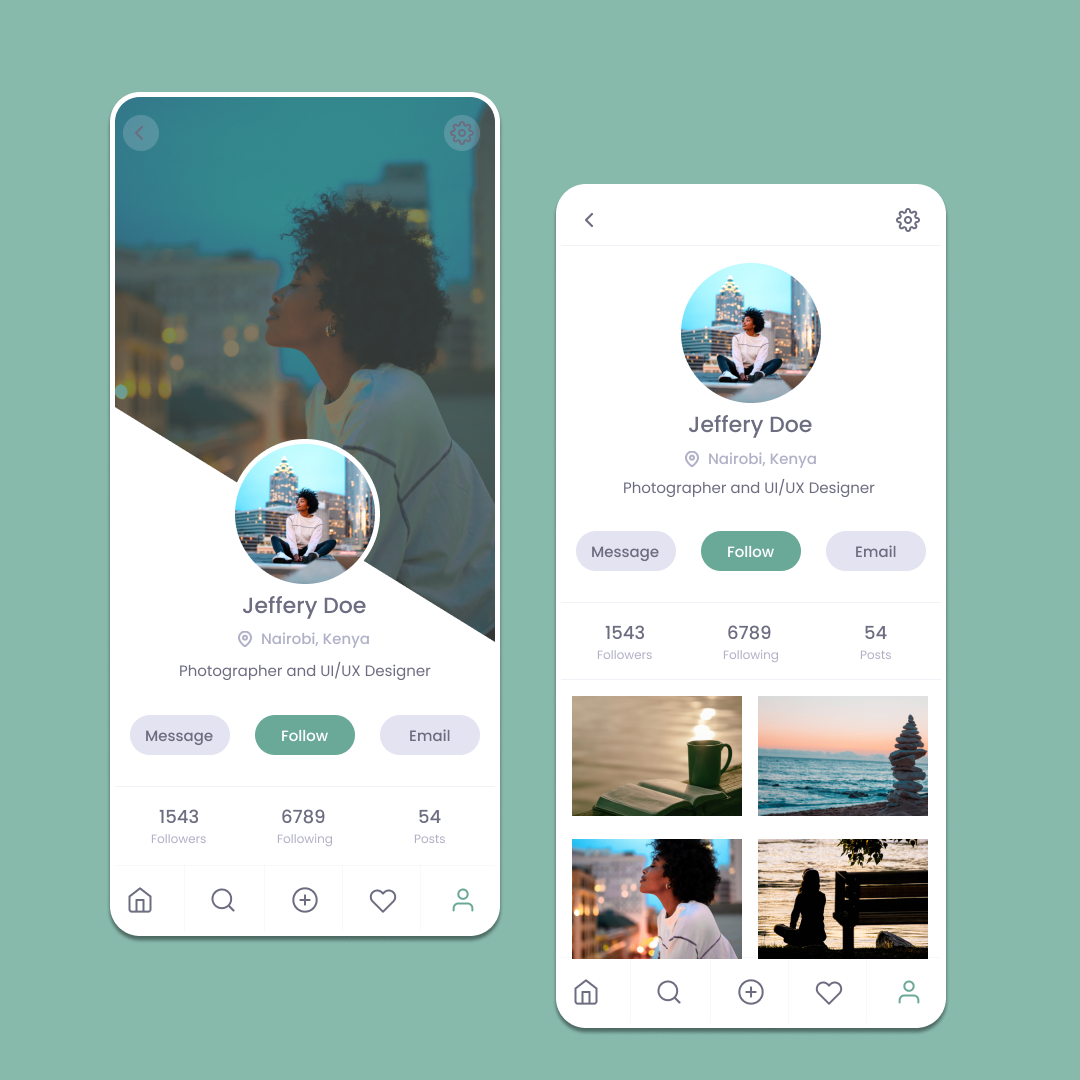 Jeffery Doe
Nairobi, Kenya
Photographer and UI/UX Designer
Message Follow Email
1543 6789 54
Followers Following Posts
Jeffery Doe
Nairobi, Kenya
Photographer and UI/UX Designer
Message Follow Email
1543 6789 54
Followers Following Posts